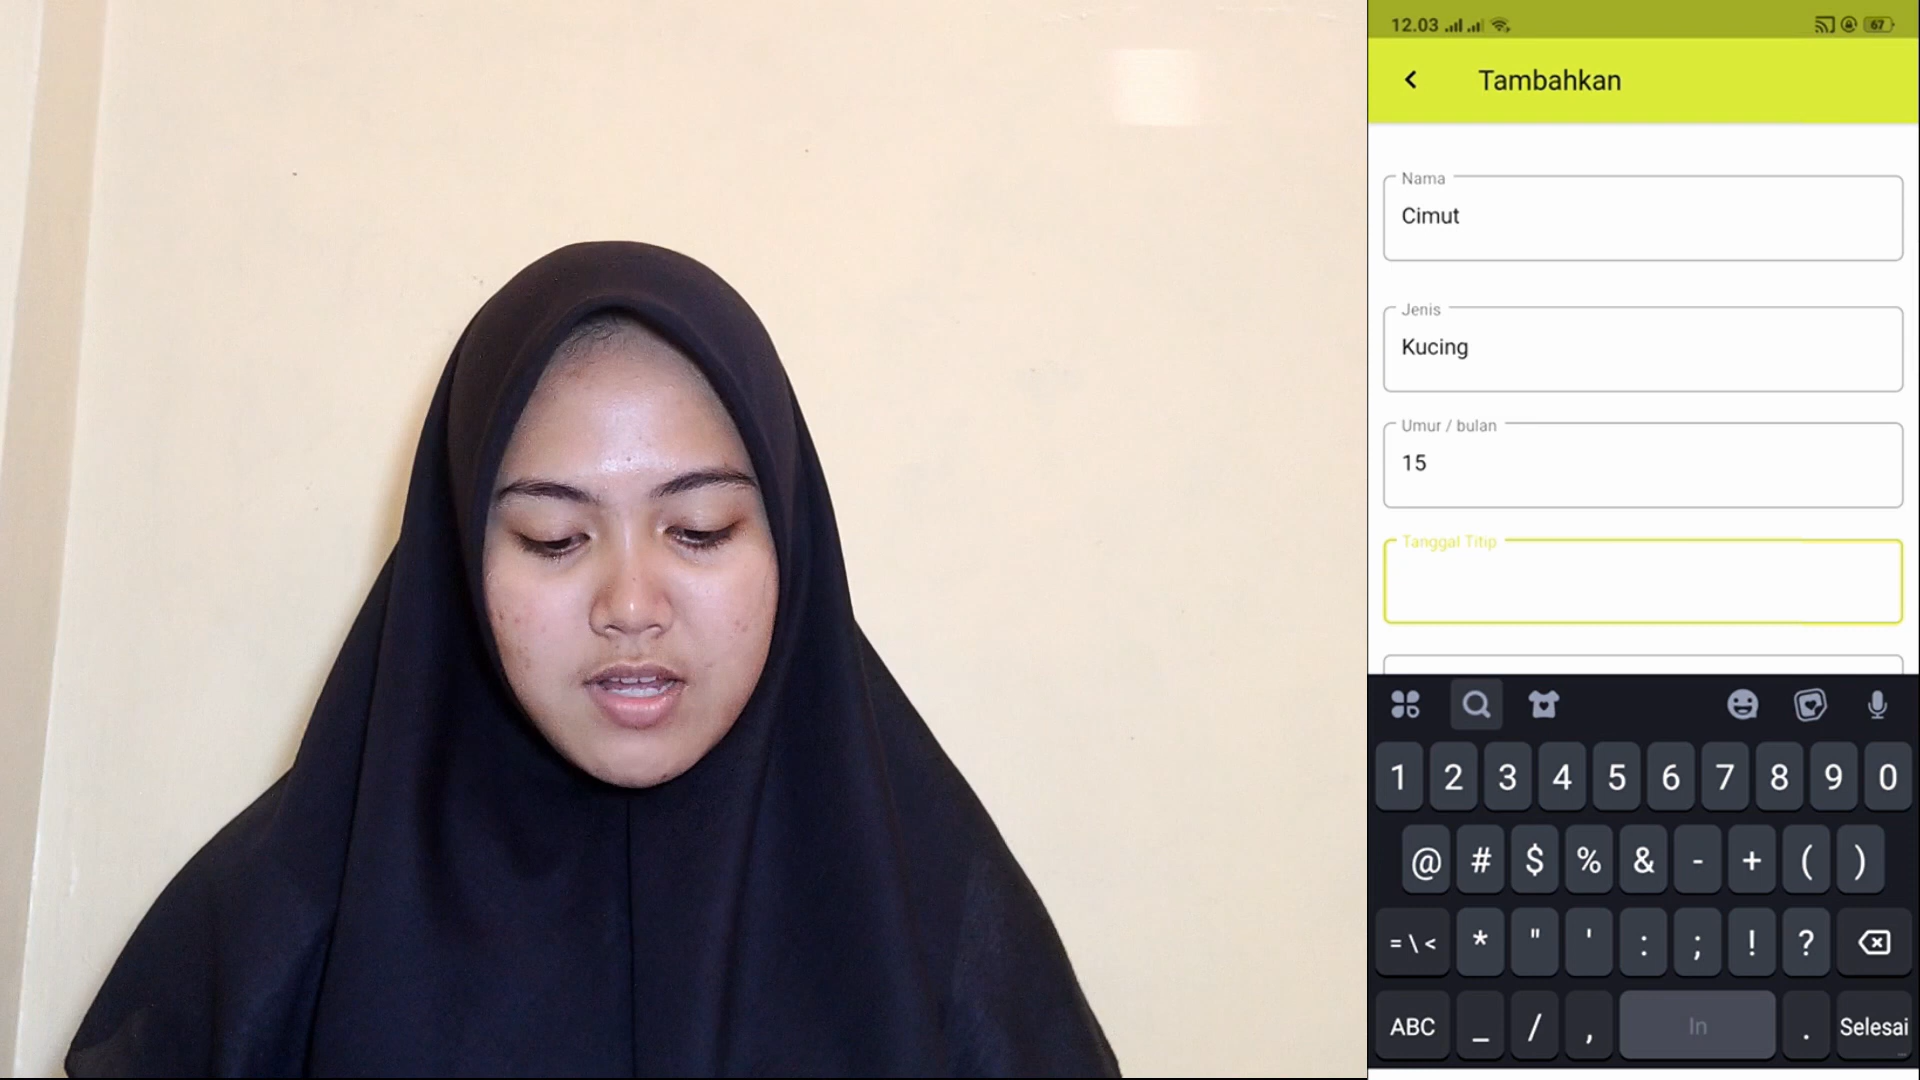 12.03
67
Tambahkan
Nama
Cimut
Jenis
Kucing
Umur / bulan
15
Tanggal Titip
1 2 3 4 5 6 7 8 9 0
@ # $ % & - + ( )
= \ < * " ' : ; ! ?
ABC _ / , In . Selesai